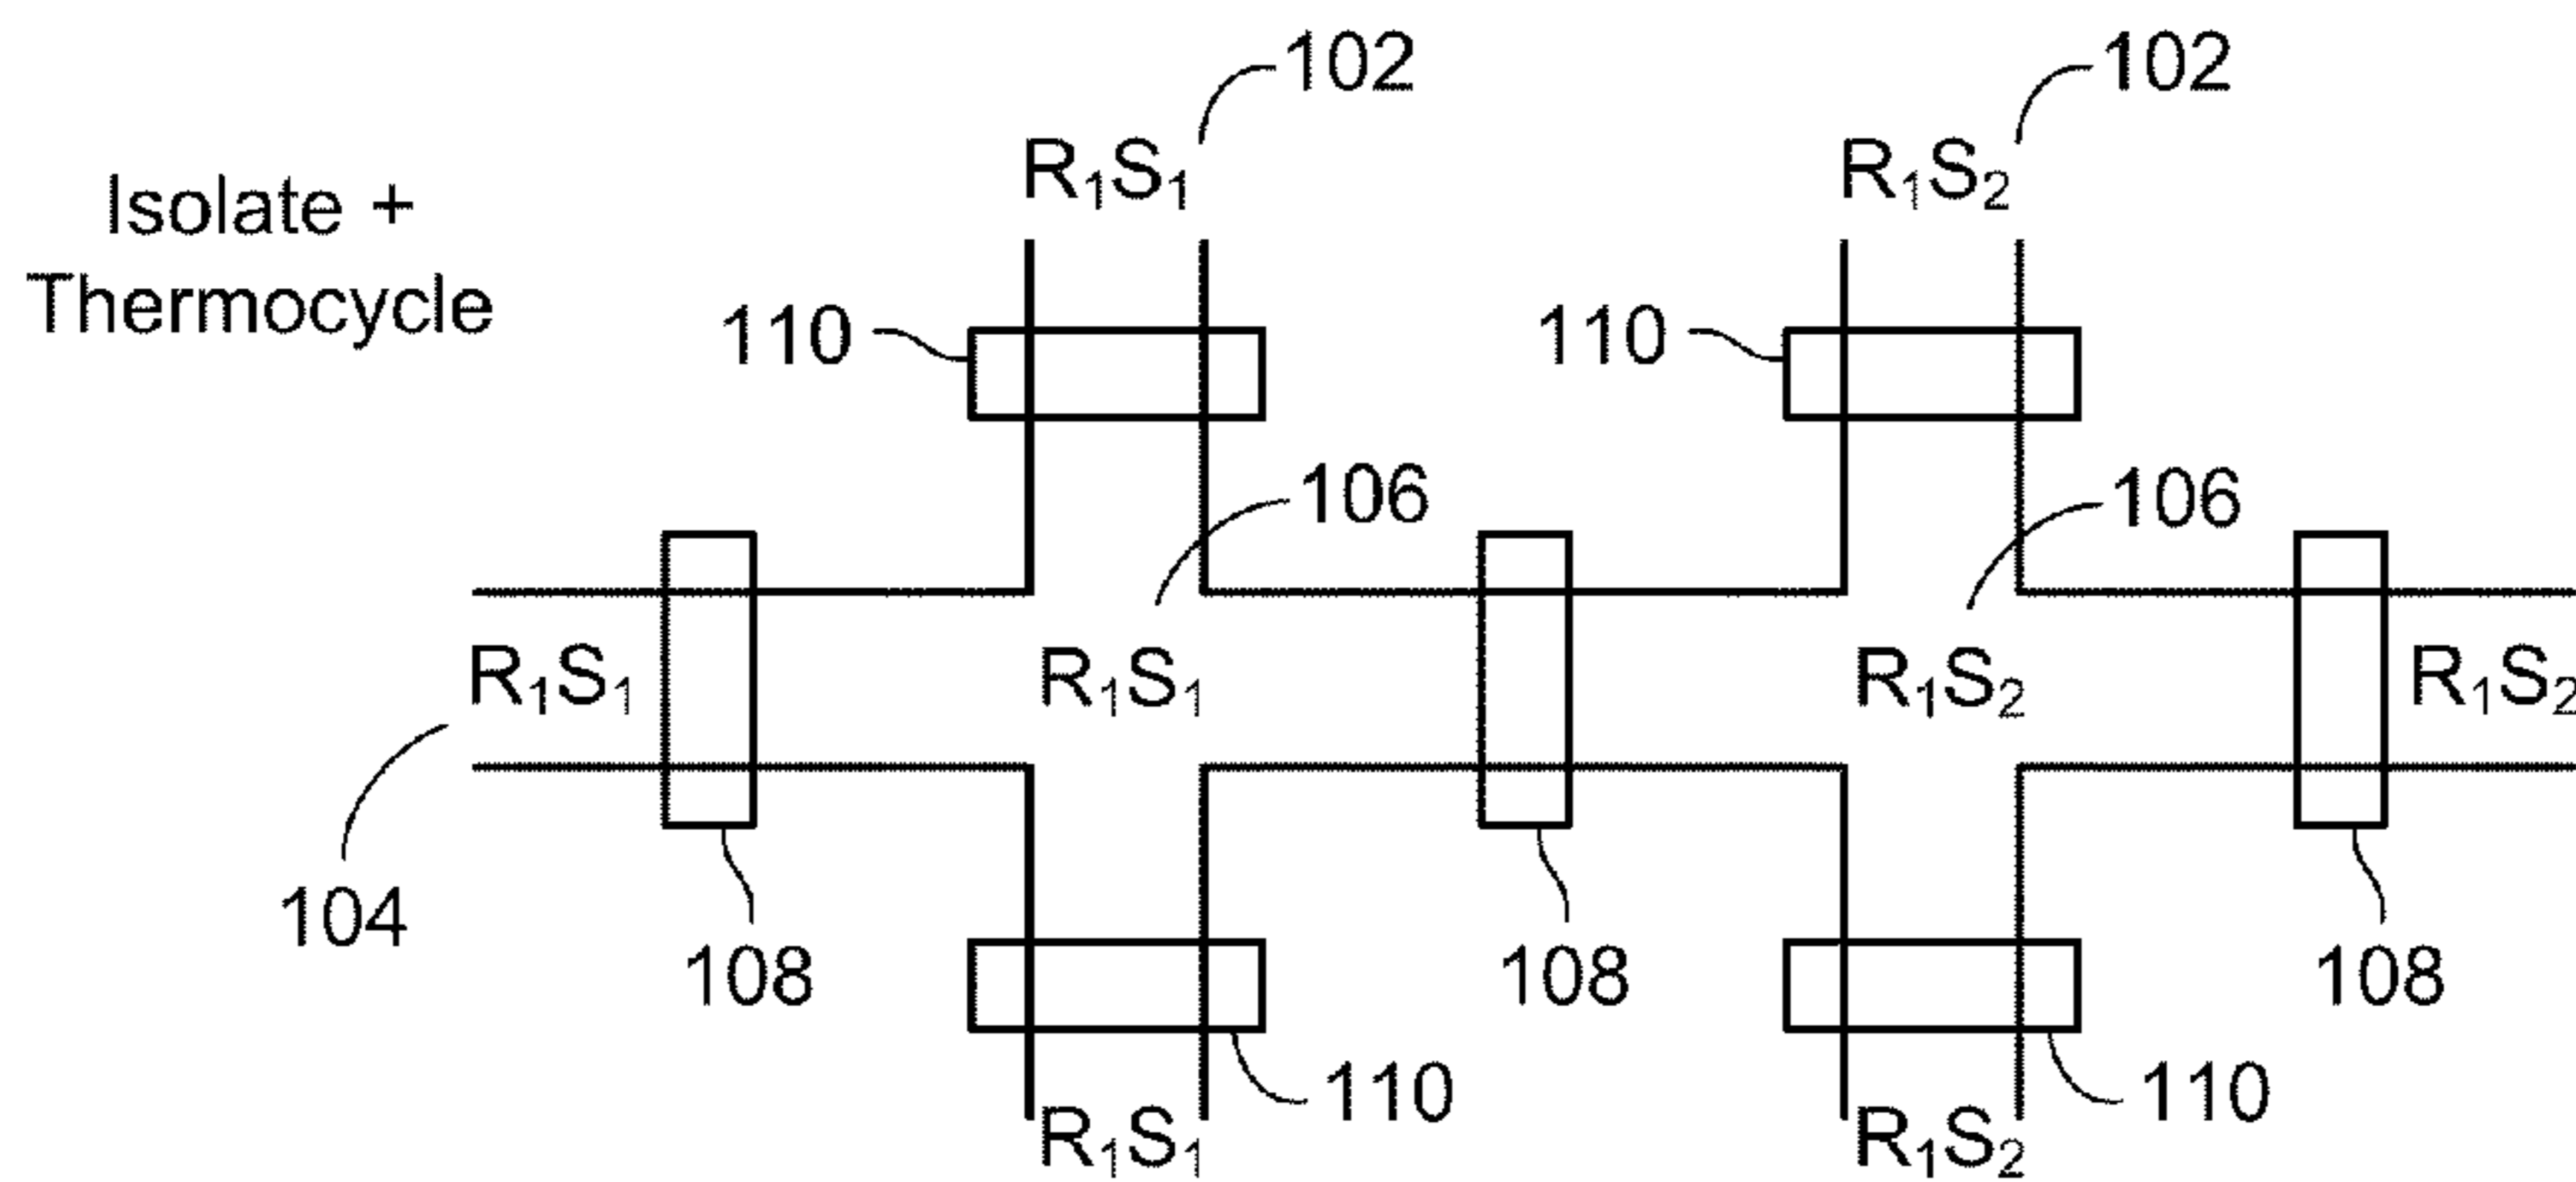 102 102
R₁S₁ R₁S₂
Isolate +
Thermocycle
110 110
106 106
R₁S₁ R₁S₁ R₁S₂ R₁S₂
104 108 108 108
110 110
R₁S₁ R₁S₂